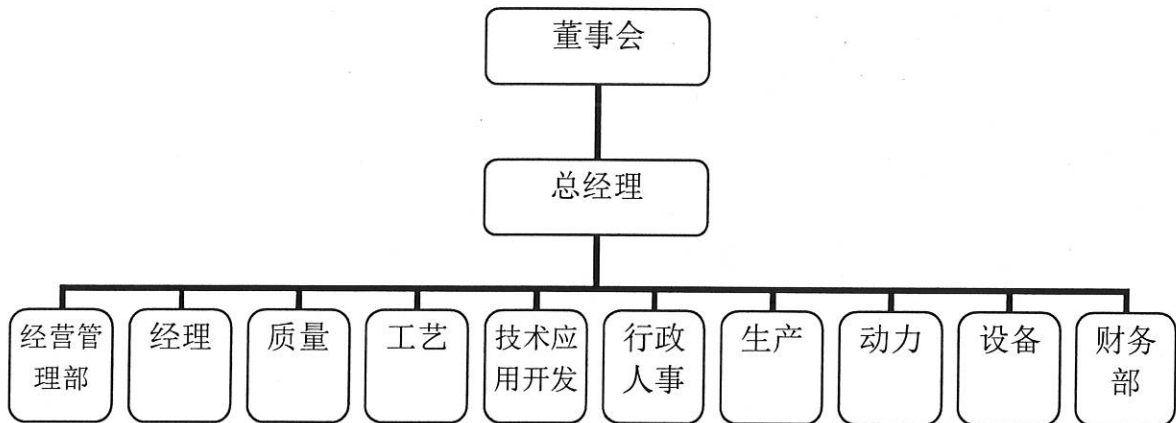 董事会
总经理
经营管
理部
经理
质量
工艺
技术应
用开发
行政
人事
生产
动力
设备
财务
部